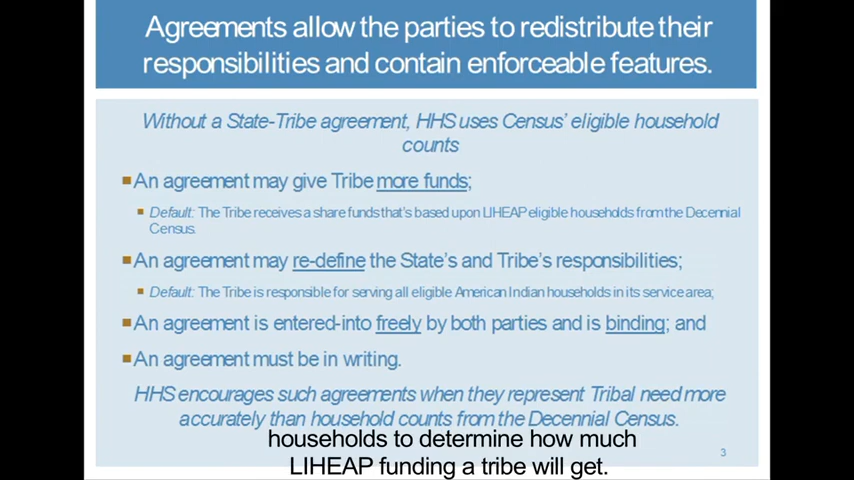 Agreements allow the parties to redistribute their
responsibilities and contain enforceable features.
Without a State-Tribe agreement, HHS uses Census' eligible household
counts
An agreement may give Tribe more funds;
Default: The Tribe receives a share funds that's based upon LIHEAP eligible households from the Decennial
Census.
An agreement may re-define the State's and Tribe's responsibilities;
Default: The Tribe is responsible for serving all eligible American Indian households in its service area;
An agreement is entered-into freely by both parties and is binding; and
An agreement must be in writing.
HHS encourages such agreements when they represent Tribal need more
accurately than household counts from the Decennial Census.
households to determine how much
LIHEAP funding a tribe will get.
3